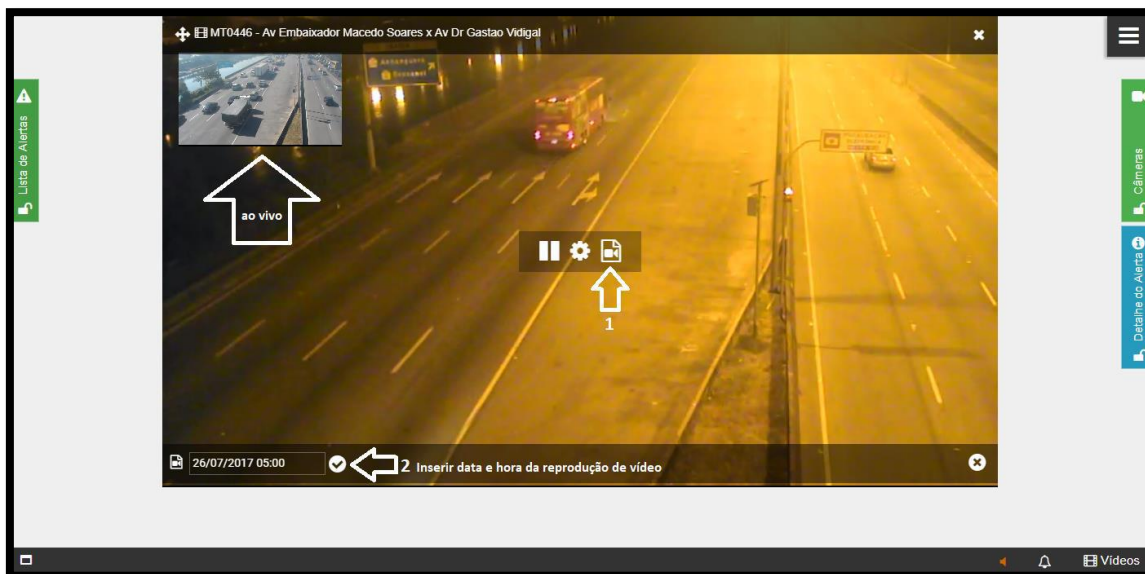 MT0446 - Av Embaixador Macedo Soares x Av Dr Gastao Vidigal
Lista de Alertas
ao vivo
1
Câmeras
Detalhe do Alerta
26/07/2017 05:00
2 Inserir data e hora da reprodução de vídeo
Vídeos